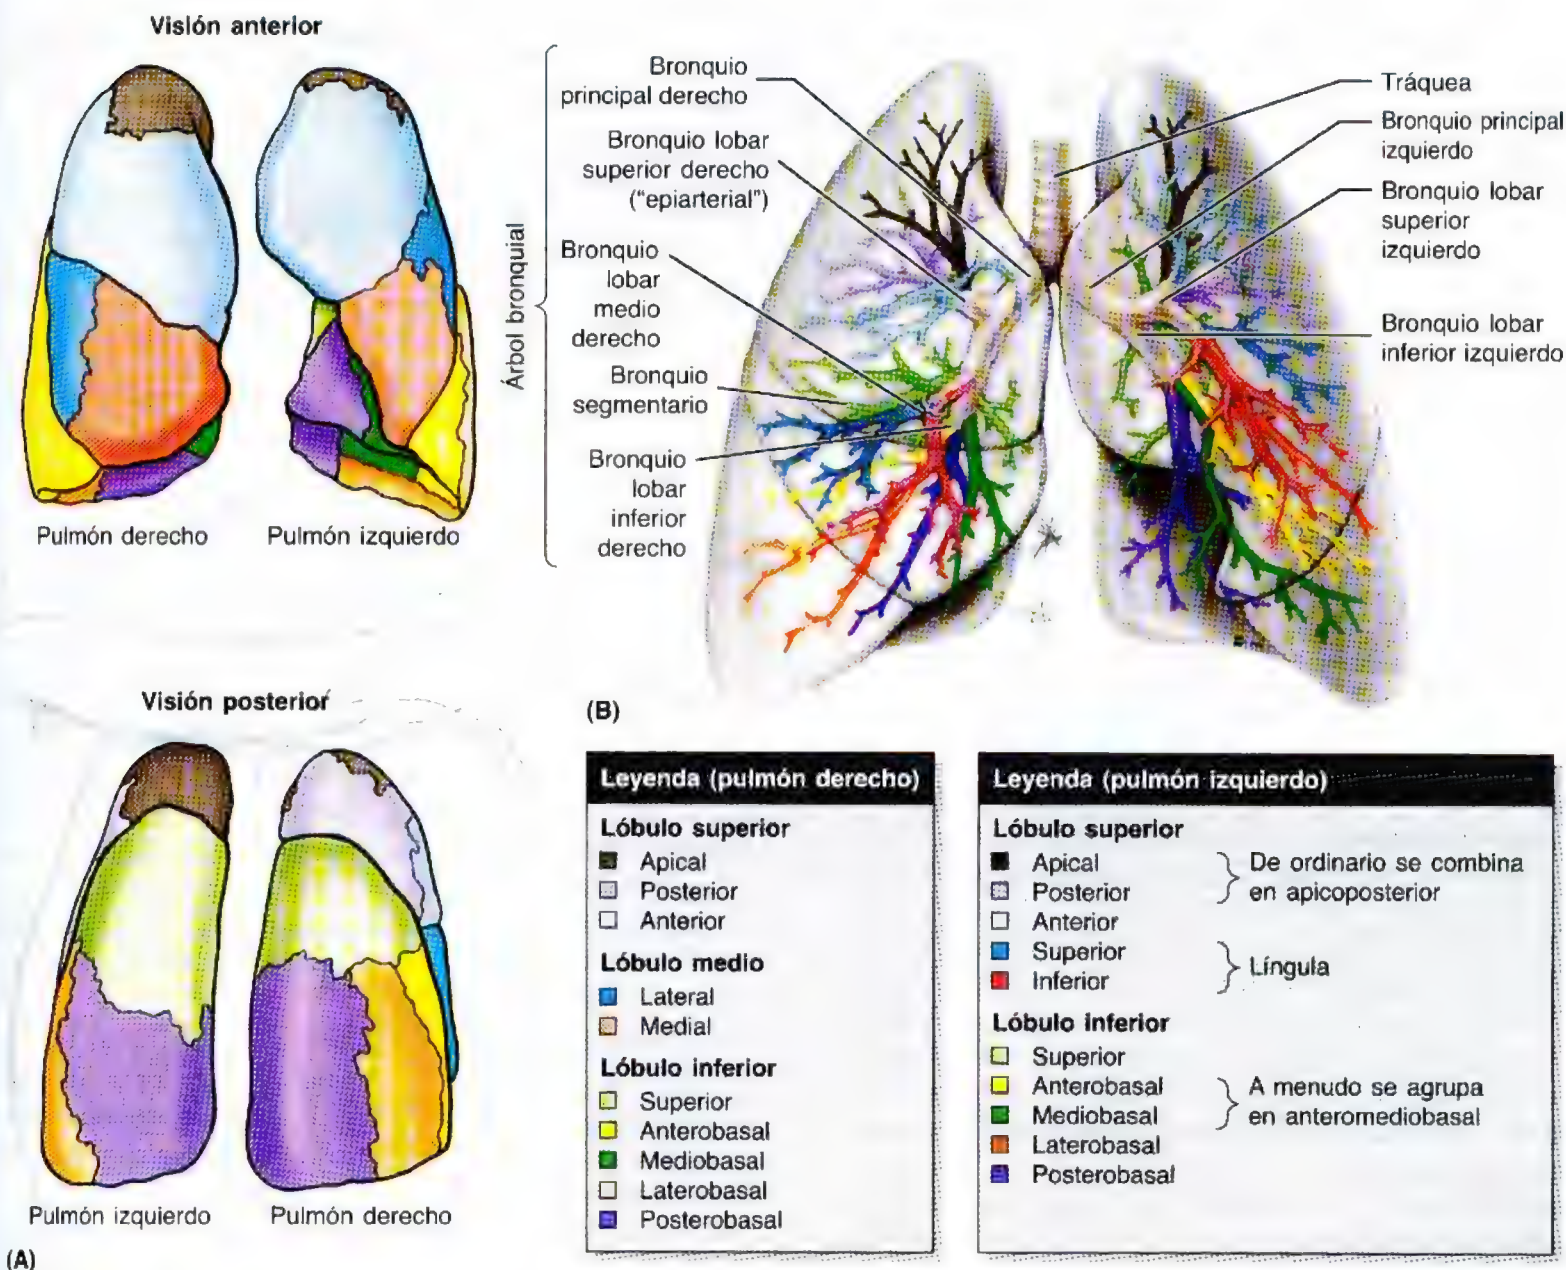 Visión anterior
Pulmón derecho
Pulmón izquierdo
Visión posterior
Pulmón izquierdo
Pulmón derecho
(A)
Árbol bronquial
Bronquio
principal derecho
Bronquio lobar
superior derecho
("epiarterial")
Bronquio
lobar
medio
derecho
Bronquio
segmentario
Bronquio
lobar
inferior
derecho
Tráquea
Bronquio principal
izquierdo
Bronquio lobar
superior
izquierdo
Bronquio lobar
inferior izquierdo
(B)
Leyenda (pulmón derecho)
Lóbulo superior
Apical
Posterior
Anterior
Lóbulo medio
Lateral
Medial
Lóbulo inferior
Superior
Anterobasal
Mediobasal
Laterobasal
Posterobasal
Leyenda (pulmón izquierdo)
Lóbulo superior
Apical
Posterior
De ordinario se combina
en apicoposterior
Anterior
Superior
Inferior
Língula
Lóbulo inferior
Superior
Anterobasal
Mediobasal
A menudo se agrupa
en anteromediobasal
Laterobasal
Posterobasal